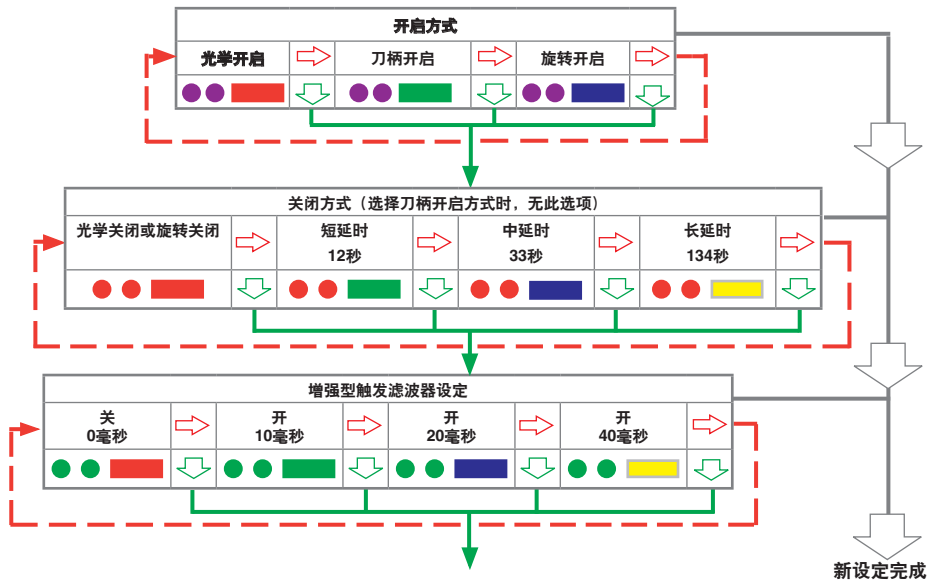 开启方式
光学开启
刀柄开启
旋转开启
关闭方式（选择刀柄开启方式时，无此选项）
光学关闭或旋转关闭
短延时
12秒
中延时
33秒
长延时
134秒
增强型触发滤波器设定
关
0毫秒
开
10毫秒
开
20毫秒
开
40毫秒
新设定完成